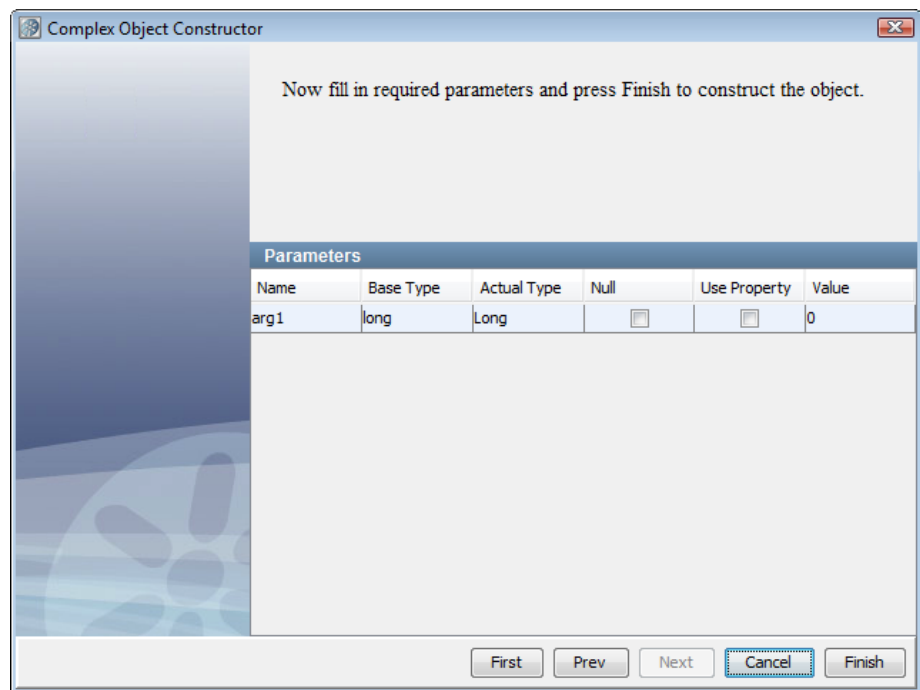 Complex Object Constructor
Now fill in required parameters and press Finish to construct the object.
Parameters
Name Base Type Actual Type Null Use Property Value
arg1 long Long 0
First Prev Next Cancel Finish